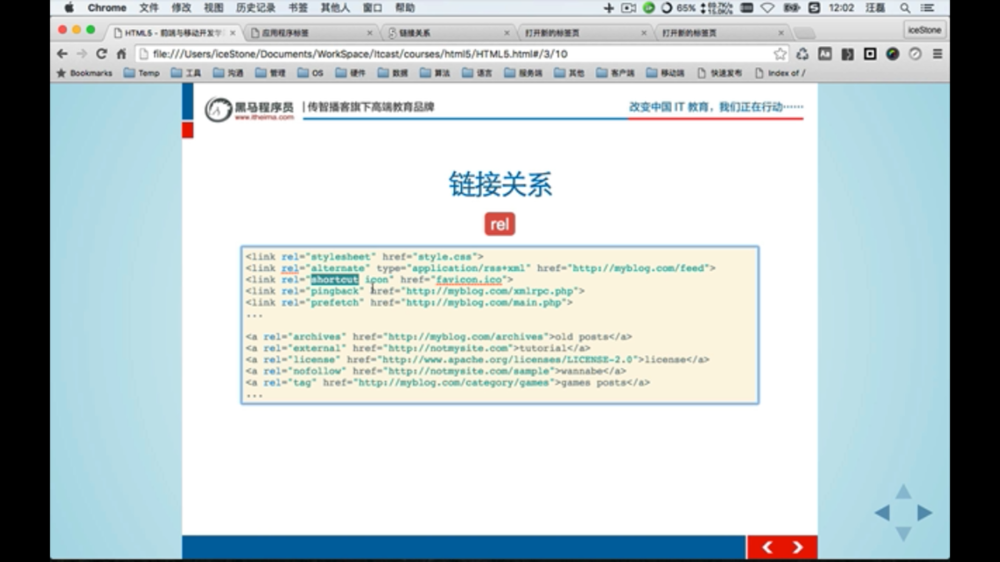 Chrome 文件 修改 视图 历史记录 书签 其他人 窗口 帮助 65% 12:02 汪磊
HTML5 - 前端与移动开发学 应用程序标签 链接关系 打开新的标签页 打开新的标签页 iceStone
file:///Users/iceStone/Documents/WorkSpace/Itcast/courses/html5/HTML5.html#/3/10
Bookmarks Temp 工具 沟通 管理 OS 硬件 数据 算法 语言 服务端 其他 客户端 移动端 快速发布 Index of /
黑马程序员 | 传智播客旗下高端教育品牌 改变中国 IT 教育，我们正在行动……
www.itheima.com
链接关系
rel
<link rel="stylesheet" href="style.css">
<link rel="alternate" type="application/rss+xml" href="http://myblog.com/feed">
<link rel="shortcut icon" href="favicon.ico">
<link rel="pingback" href="http://myblog.com/xmlrpc.php">
<link rel="prefetch" href="http://myblog.com/main.php">
...
<a rel="archives" href="http://myblog.com/archives">old posts</a>
<a rel="external" href="http://notmysite.com">tutorial</a>
<a rel="license" href="http://www.apache.org/licenses/LICENSE-2.0">license</a>
<a rel="nofollow" href="http://notmysite.com/sample">wannabe</a>
<a rel="tag" href="http://myblog.com/category/games">games posts</a>
...